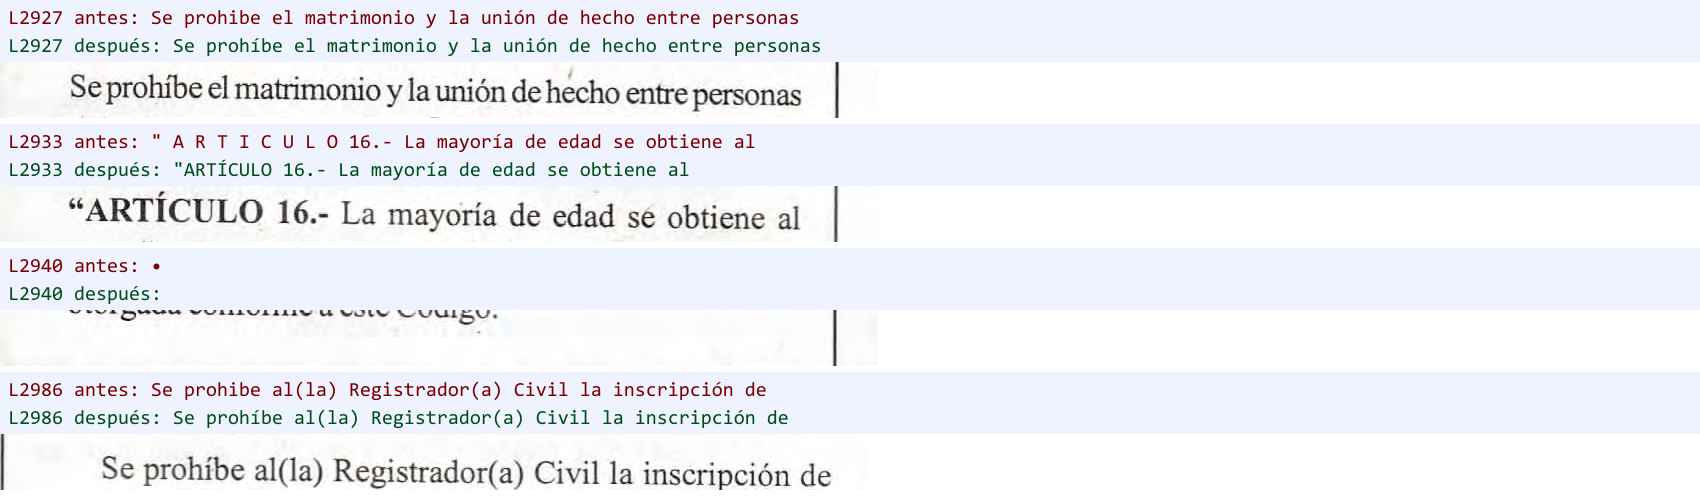 L2927 antes: Se prohibe el matrimonio y la unión de hecho entre personas
L2927 después: Se prohíbe el matrimonio y la unión de hecho entre personas
Se prohíbe el matrimonio y la unión de hecho entre personas
L2933 antes: " A R T I C U L O 16.- La mayoría de edad se obtiene al
L2933 después: "ARTÍCULO 16.- La mayoría de edad se obtiene al
“ARTÍCULO 16.- La mayoría de edad se obtiene al
L2940 antes: •
L2940 después:
otorgada conforme a este Código.
L2986 antes: Se prohibe al(la) Registrador(a) Civil la inscripción de
L2986 después: Se prohíbe al(la) Registrador(a) Civil la inscripción de
Se prohíbe al(la) Registrador(a) Civil la inscripción de